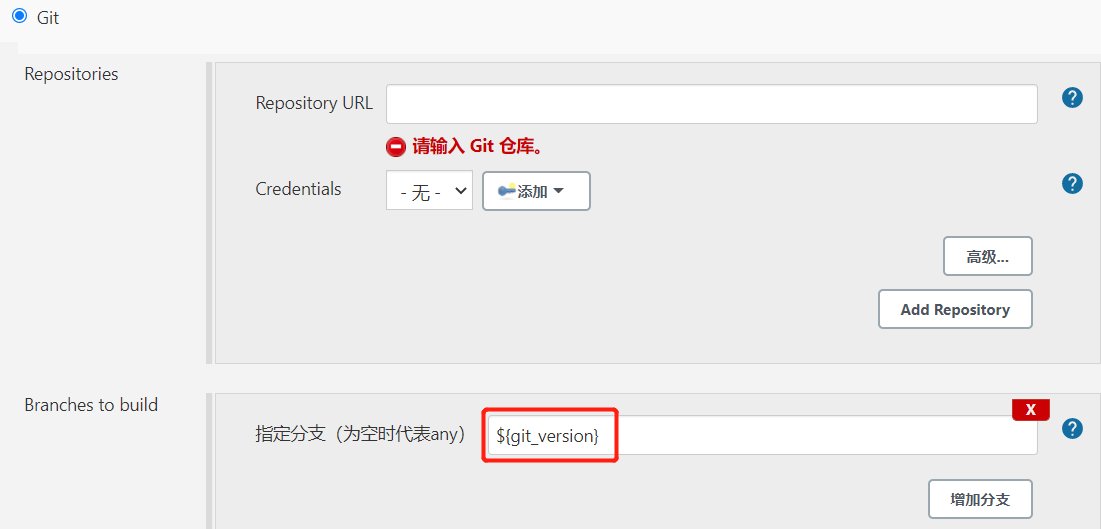 Git
Repositories
Repository URL
请输入 Git 仓库。
Credentials
- 无 -
添加
高级...
Add Repository
Branches to build
X
指定分支（为空时代表any）
${git_version}
增加分支